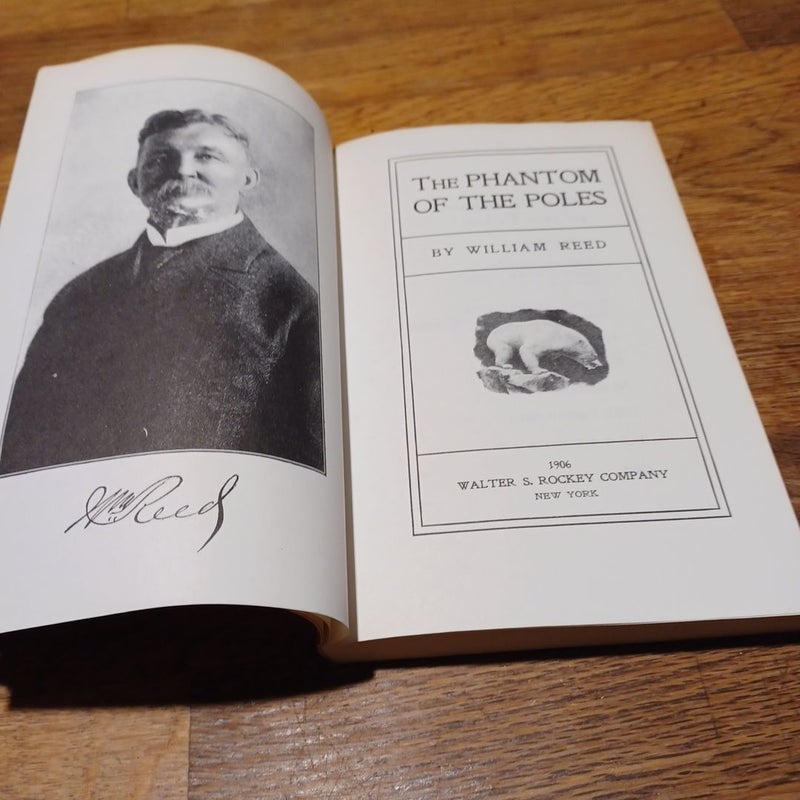 Wm. Reed
The PHANTOM
OF THE POLES
BY WILLIAM REED
1906
WALTER S. ROCKEY COMPANY
NEW YORK